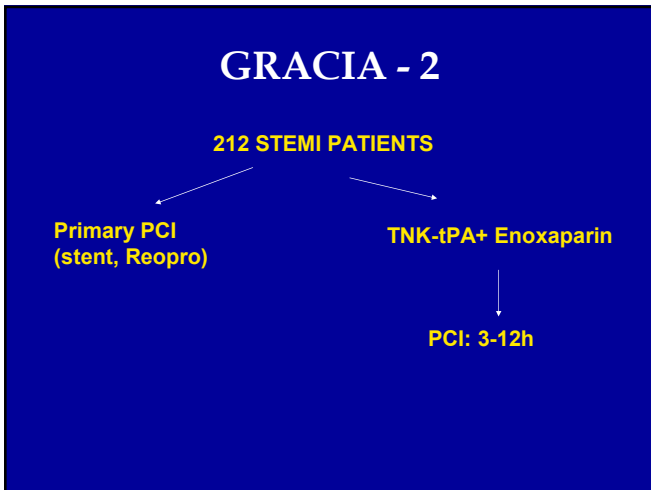 GRACIA - 2
212 STEMI PATIENTS
Primary PCI
(stent, Reopro)
TNK-tPA+ Enoxaparin
PCI: 3-12h